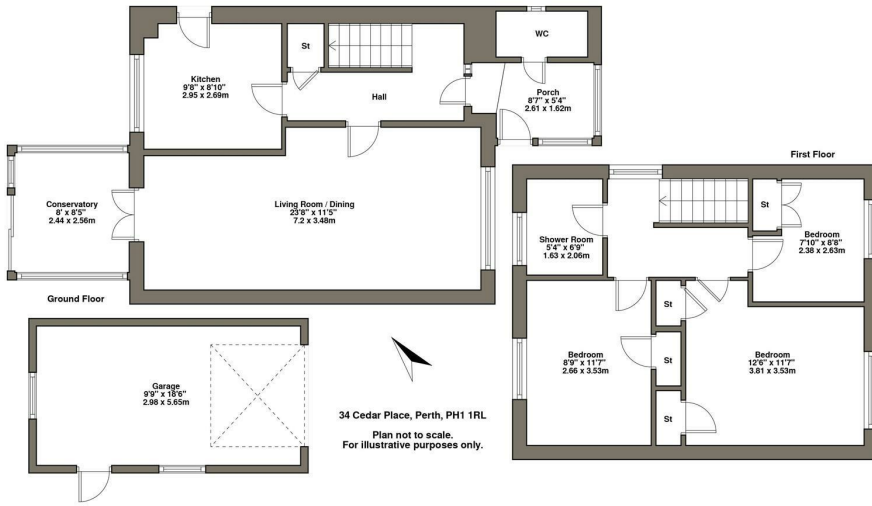 St
WC
Kitchen
9'8" x 8'10"
2.95 x 2.69m
Porch
8'7" x 5'4"
2.61 x 1.62m
Hall
First Floor
Conservatory
8' x 8'5"
2.44 x 2.56m
Living Room / Dining
23'8" x 11'5"
7.2 x 3.48m
Ground Floor
St
Shower Room
5'4" x 6'9"
1.63 x 2.06m
Bedroom
7'10" x 8'8"
2.38 x 2.63m
St
Bedroom
8'9" x 11'7"
2.66 x 3.53m
St
Bedroom
12'6" x 11'7"
3.81 x 3.53m
St
Garage
9'9" x 18'6"
2.98 x 5.65m
34 Cedar Place, Perth, PH1 1RL
Plan not to scale.
For illustrative purposes only.